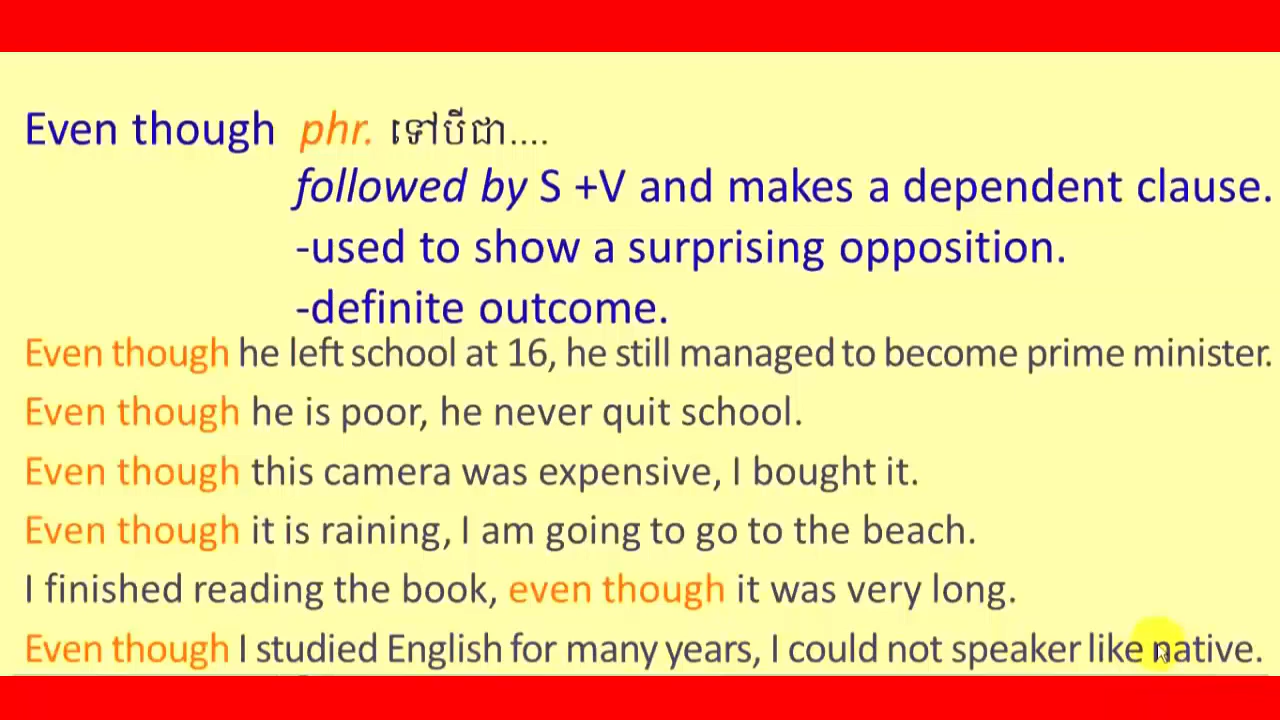 Even though phr. ទៅបីជា....
followed by S +V and makes a dependent clause.
-used to show a surprising opposition.
-definite outcome.
Even though he left school at 16, he still managed to become prime minister.
Even though he is poor, he never quit school.
Even though this camera was expensive, I bought it.
Even though it is raining, I am going to go to the beach.
I finished reading the book, even though it was very long.
Even though I studied English for many years, I could not speaker like native.